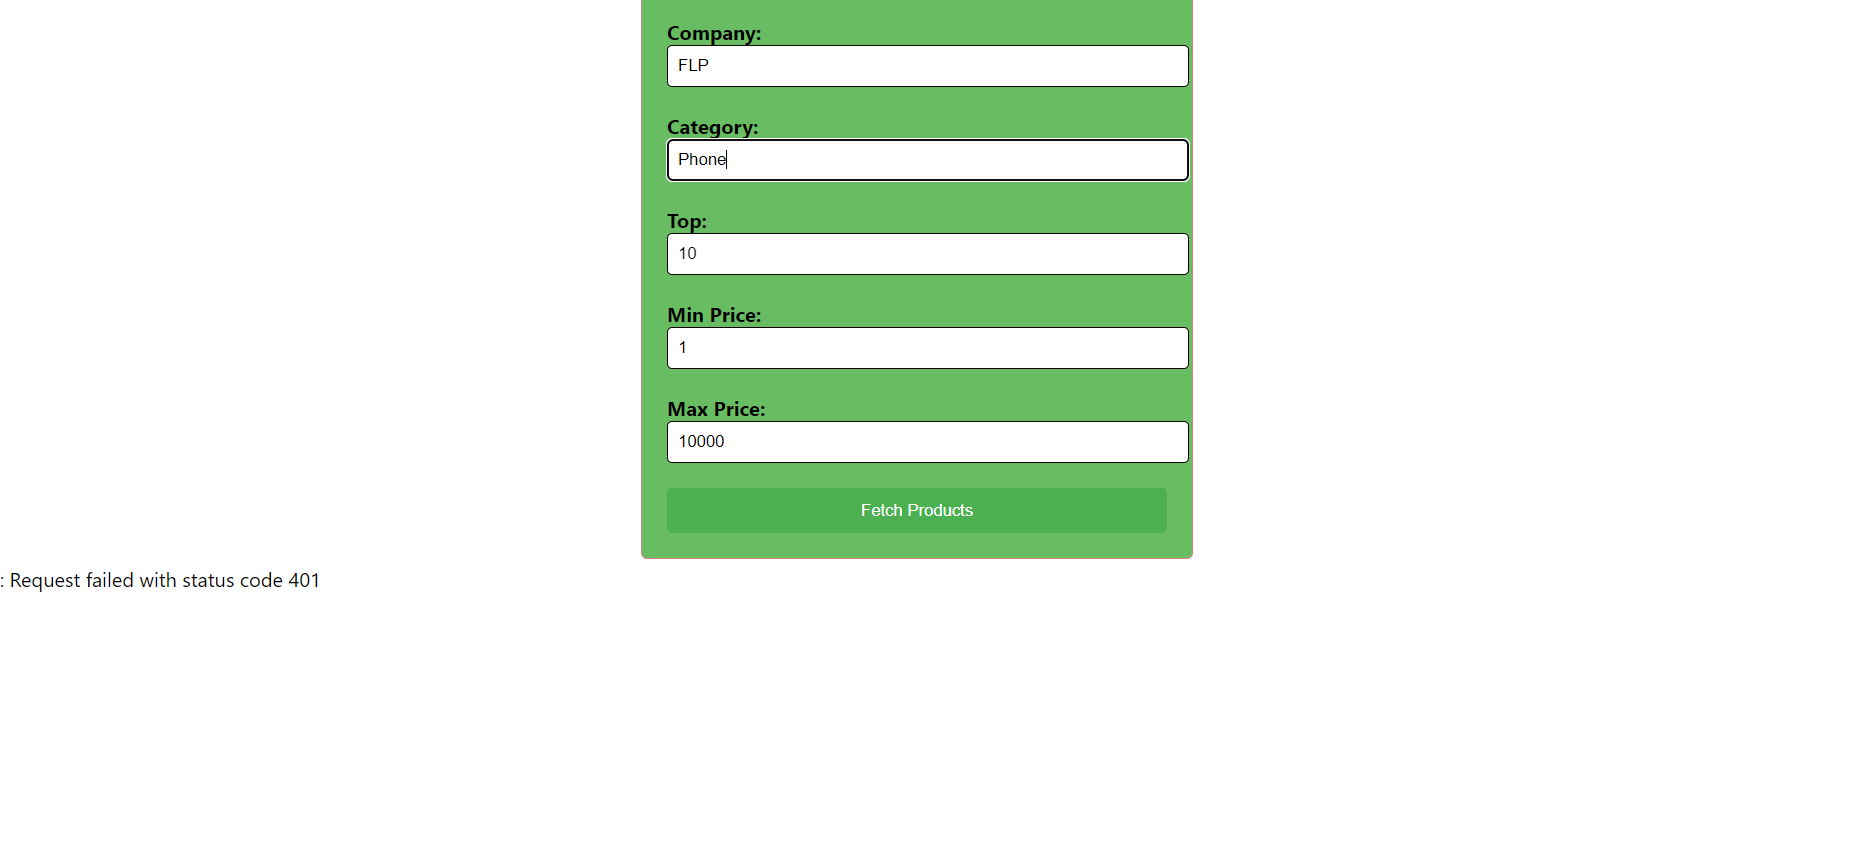 Company:
FLP
Category:
Phone
Top:
10
Min Price:
1
Max Price:
10000
Fetch Products
: Request failed with status code 401